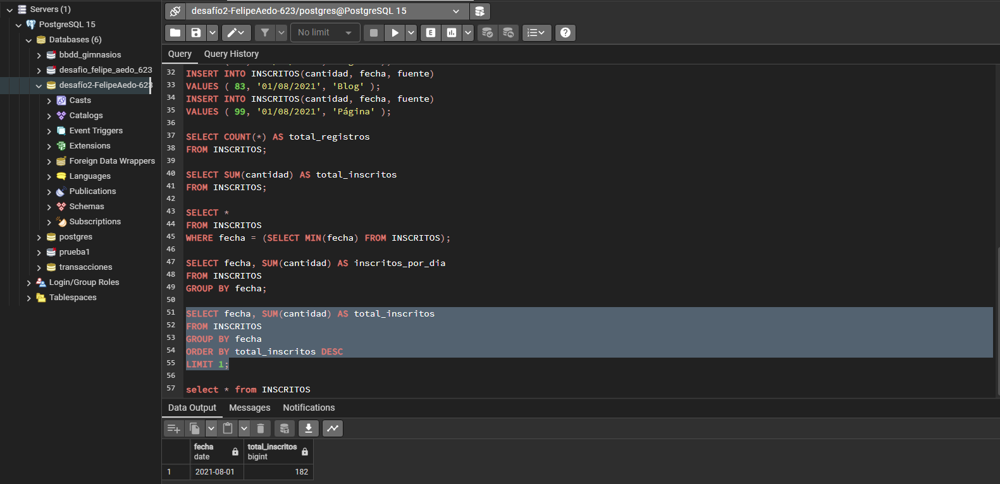 Servers (1)
PostgreSQL 15
Databases (6)
bbdd_gimnasios
desafio_felipe_aedo_623
desafío2-FelipeAedo-623
Casts
Catalogs
Event Triggers
Extensions
Foreign Data Wrappers
Languages
Publications
Schemas
Subscriptions
postgres
prueba1
transacciones
Login/Group Roles
Tablespaces
desafío2-FelipeAedo-623/postgres@PostgreSQL 15
No limit
E
Query Query History
32 INSERT INTO INSCRITOS(cantidad, fecha, fuente)
33 VALUES ( 83, '01/08/2021', 'Blog' );
34 INSERT INTO INSCRITOS(cantidad, fecha, fuente)
35 VALUES ( 99, '01/08/2021', 'Página' );
36
37 SELECT COUNT(*) AS total_registros
38 FROM INSCRITOS;
39
40 SELECT SUM(cantidad) AS total_inscritos
41 FROM INSCRITOS;
42
43 SELECT *
44 FROM INSCRITOS
45 WHERE fecha = (SELECT MIN(fecha) FROM INSCRITOS);
46
47 SELECT fecha, SUM(cantidad) AS inscritos_por_dia
48 FROM INSCRITOS
49 GROUP BY fecha;
50
51 SELECT fecha, SUM(cantidad) AS total_inscritos
52 FROM INSCRITOS
53 GROUP BY fecha
54 ORDER BY total_inscritos DESC
55 LIMIT 1;
56
57 select * from INSCRITOS
Data Output Messages Notifications
fecha total_inscritos
date bigint
1 2021-08-01 182